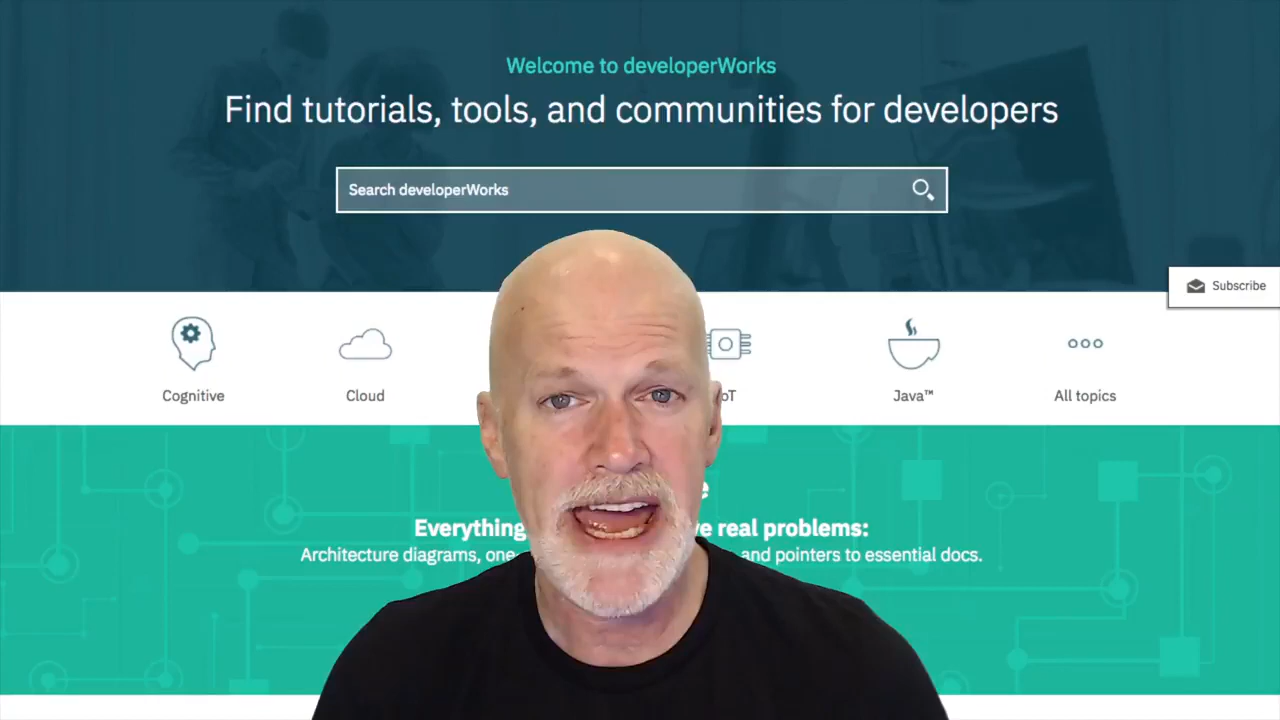 Welcome to developerWorks
Find tutorials, tools, and communities for developers
Search developerWorks
Subscribe
Cognitive
Cloud
Java™
All topics
Everything
real problems:
Architecture diagrams,
and pointers to essential docs.